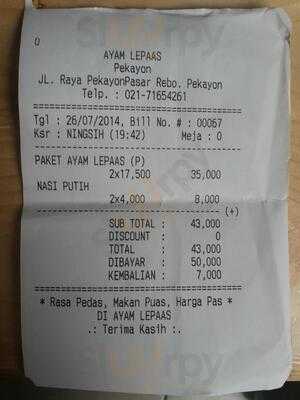 0
AYAM LEPAAS
Pekayon
JL. Raya PekayonPasar Rebo. Pekayon
Telp. : 021-71654261
Tgl : 26/07/2014, Bill No. # : 00067
Ksr : NINGSIH (19:42) Meja : 0
PAKET AYAM LEPAAS (P)
2x17,500 35,000
NASI PUTIH
2x4,000 8,000
(+)
SUB TOTAL : 43,000
DISCOUNT : 0
TOTAL : 43,000
DIBAYAR : 50,000
KEMBALIAN : 7,000
* Rasa Pedas, Makan Puas, Harga Pas *
DI AYAM LEPAAS
.: Terima Kasih :.